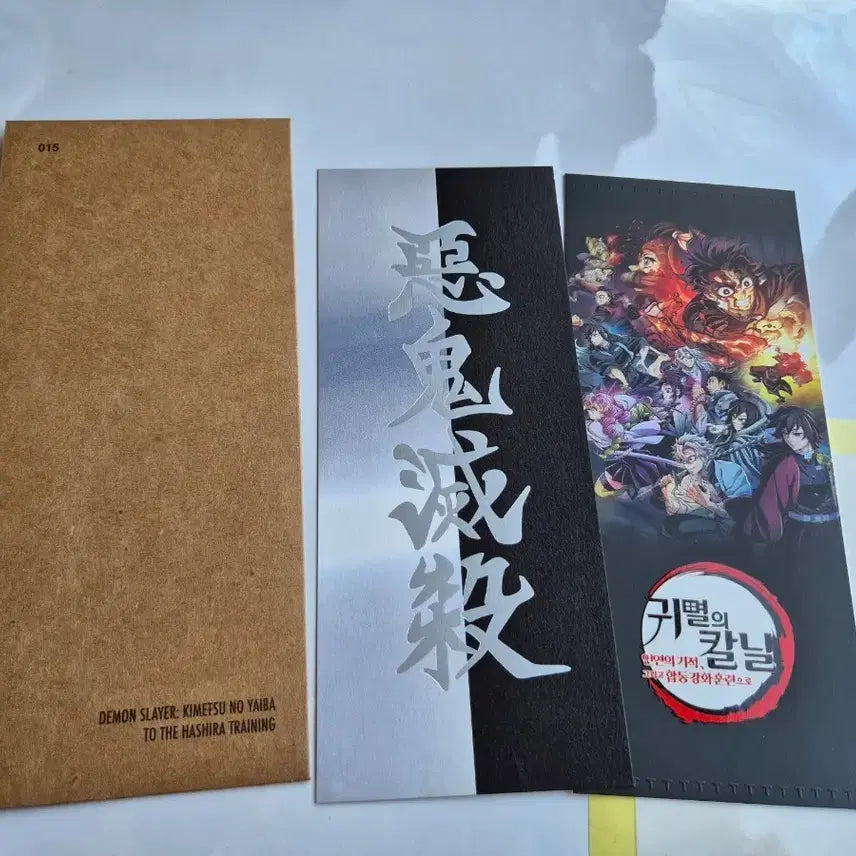 015
DEMON SLAYER: KIMETSU NO YAIBA
TO THE HASHIRA TRAINING
惡鬼滅殺
귀멸의
칼날
인연의 기적,
그리고 합동 강화 훈련으로